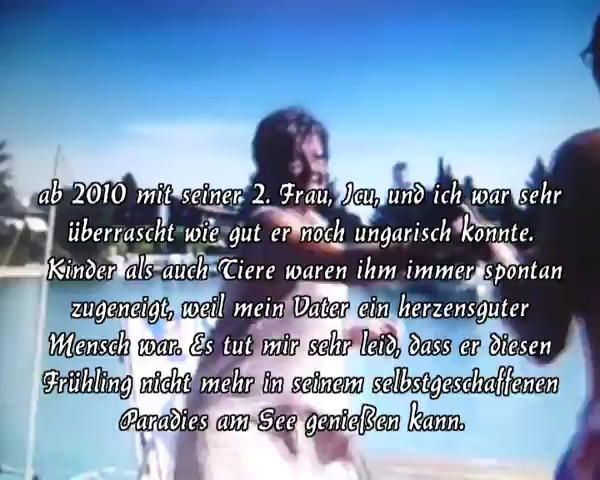 ab 2010 mit seiner 2. Frau, Icu, und ich war sehr
überrascht wie gut er noch ungarisch konnte.
Kinder als auch Tiere waren ihm immer spontan
zugeneigt, weil mein Vater ein herzensguter
Mensch war. Es tut mir sehr leid, dass er diesen
Frühling nicht mehr in seinem selbstgeschaffenen
Paradies am See genießen kann.